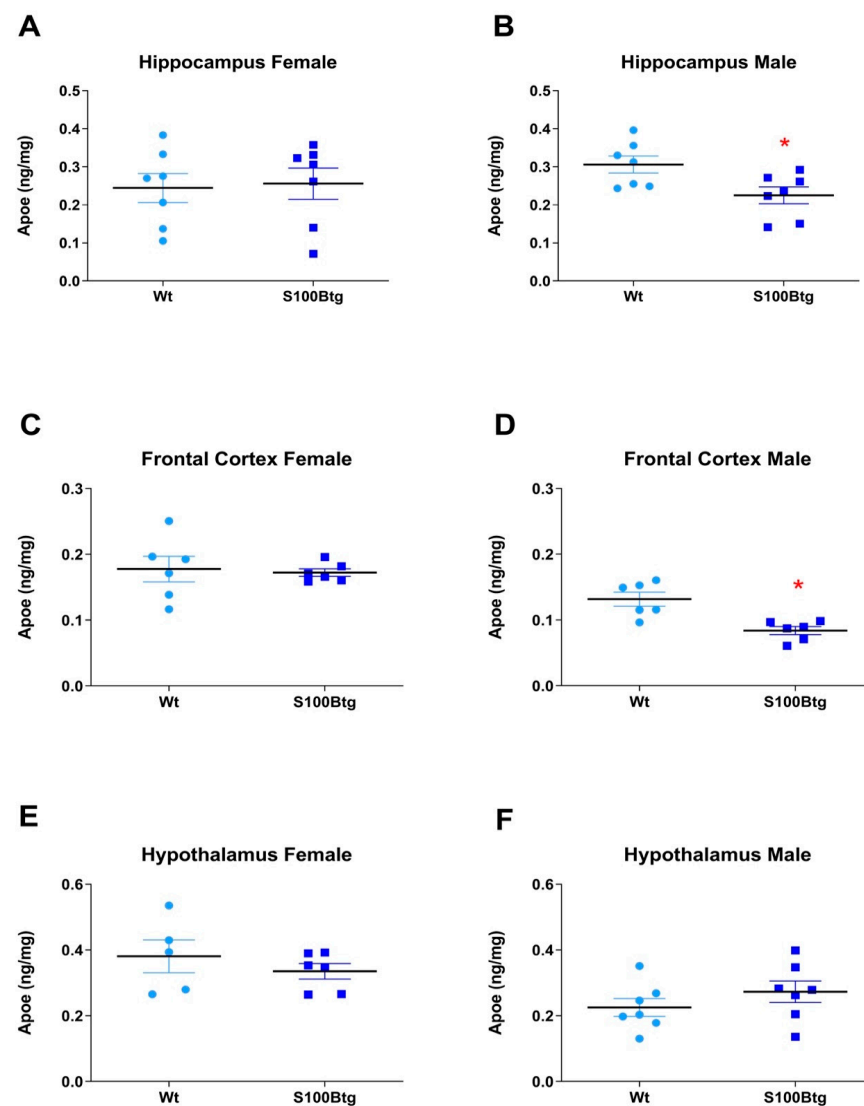 A
Hippocampus Female
Apoe (ng/mg)
0.5
0.4
0.3
0.2
0.1
0.0
Wt S100Btg
B
Hippocampus Male
Apoe (ng/mg)
0.5
0.4
0.3
0.2
0.1
0.0
*
Wt S100Btg
C
Frontal Cortex Female
Apoe (ng/mg)
0.3
0.2
0.1
0.0
Wt S100Btg
D
Frontal Cortex Male
Apoe (ng/mg)
0.3
0.2
0.1
0.0
*
Wt S100Btg
E
Hypothalamus Female
Apoe (ng/mg)
0.6
0.4
0.2
0.0
Wt S100Btg
F
Hypothalamus Male
Apoe (ng/mg)
0.6
0.4
0.2
0.0
Wt S100Btg